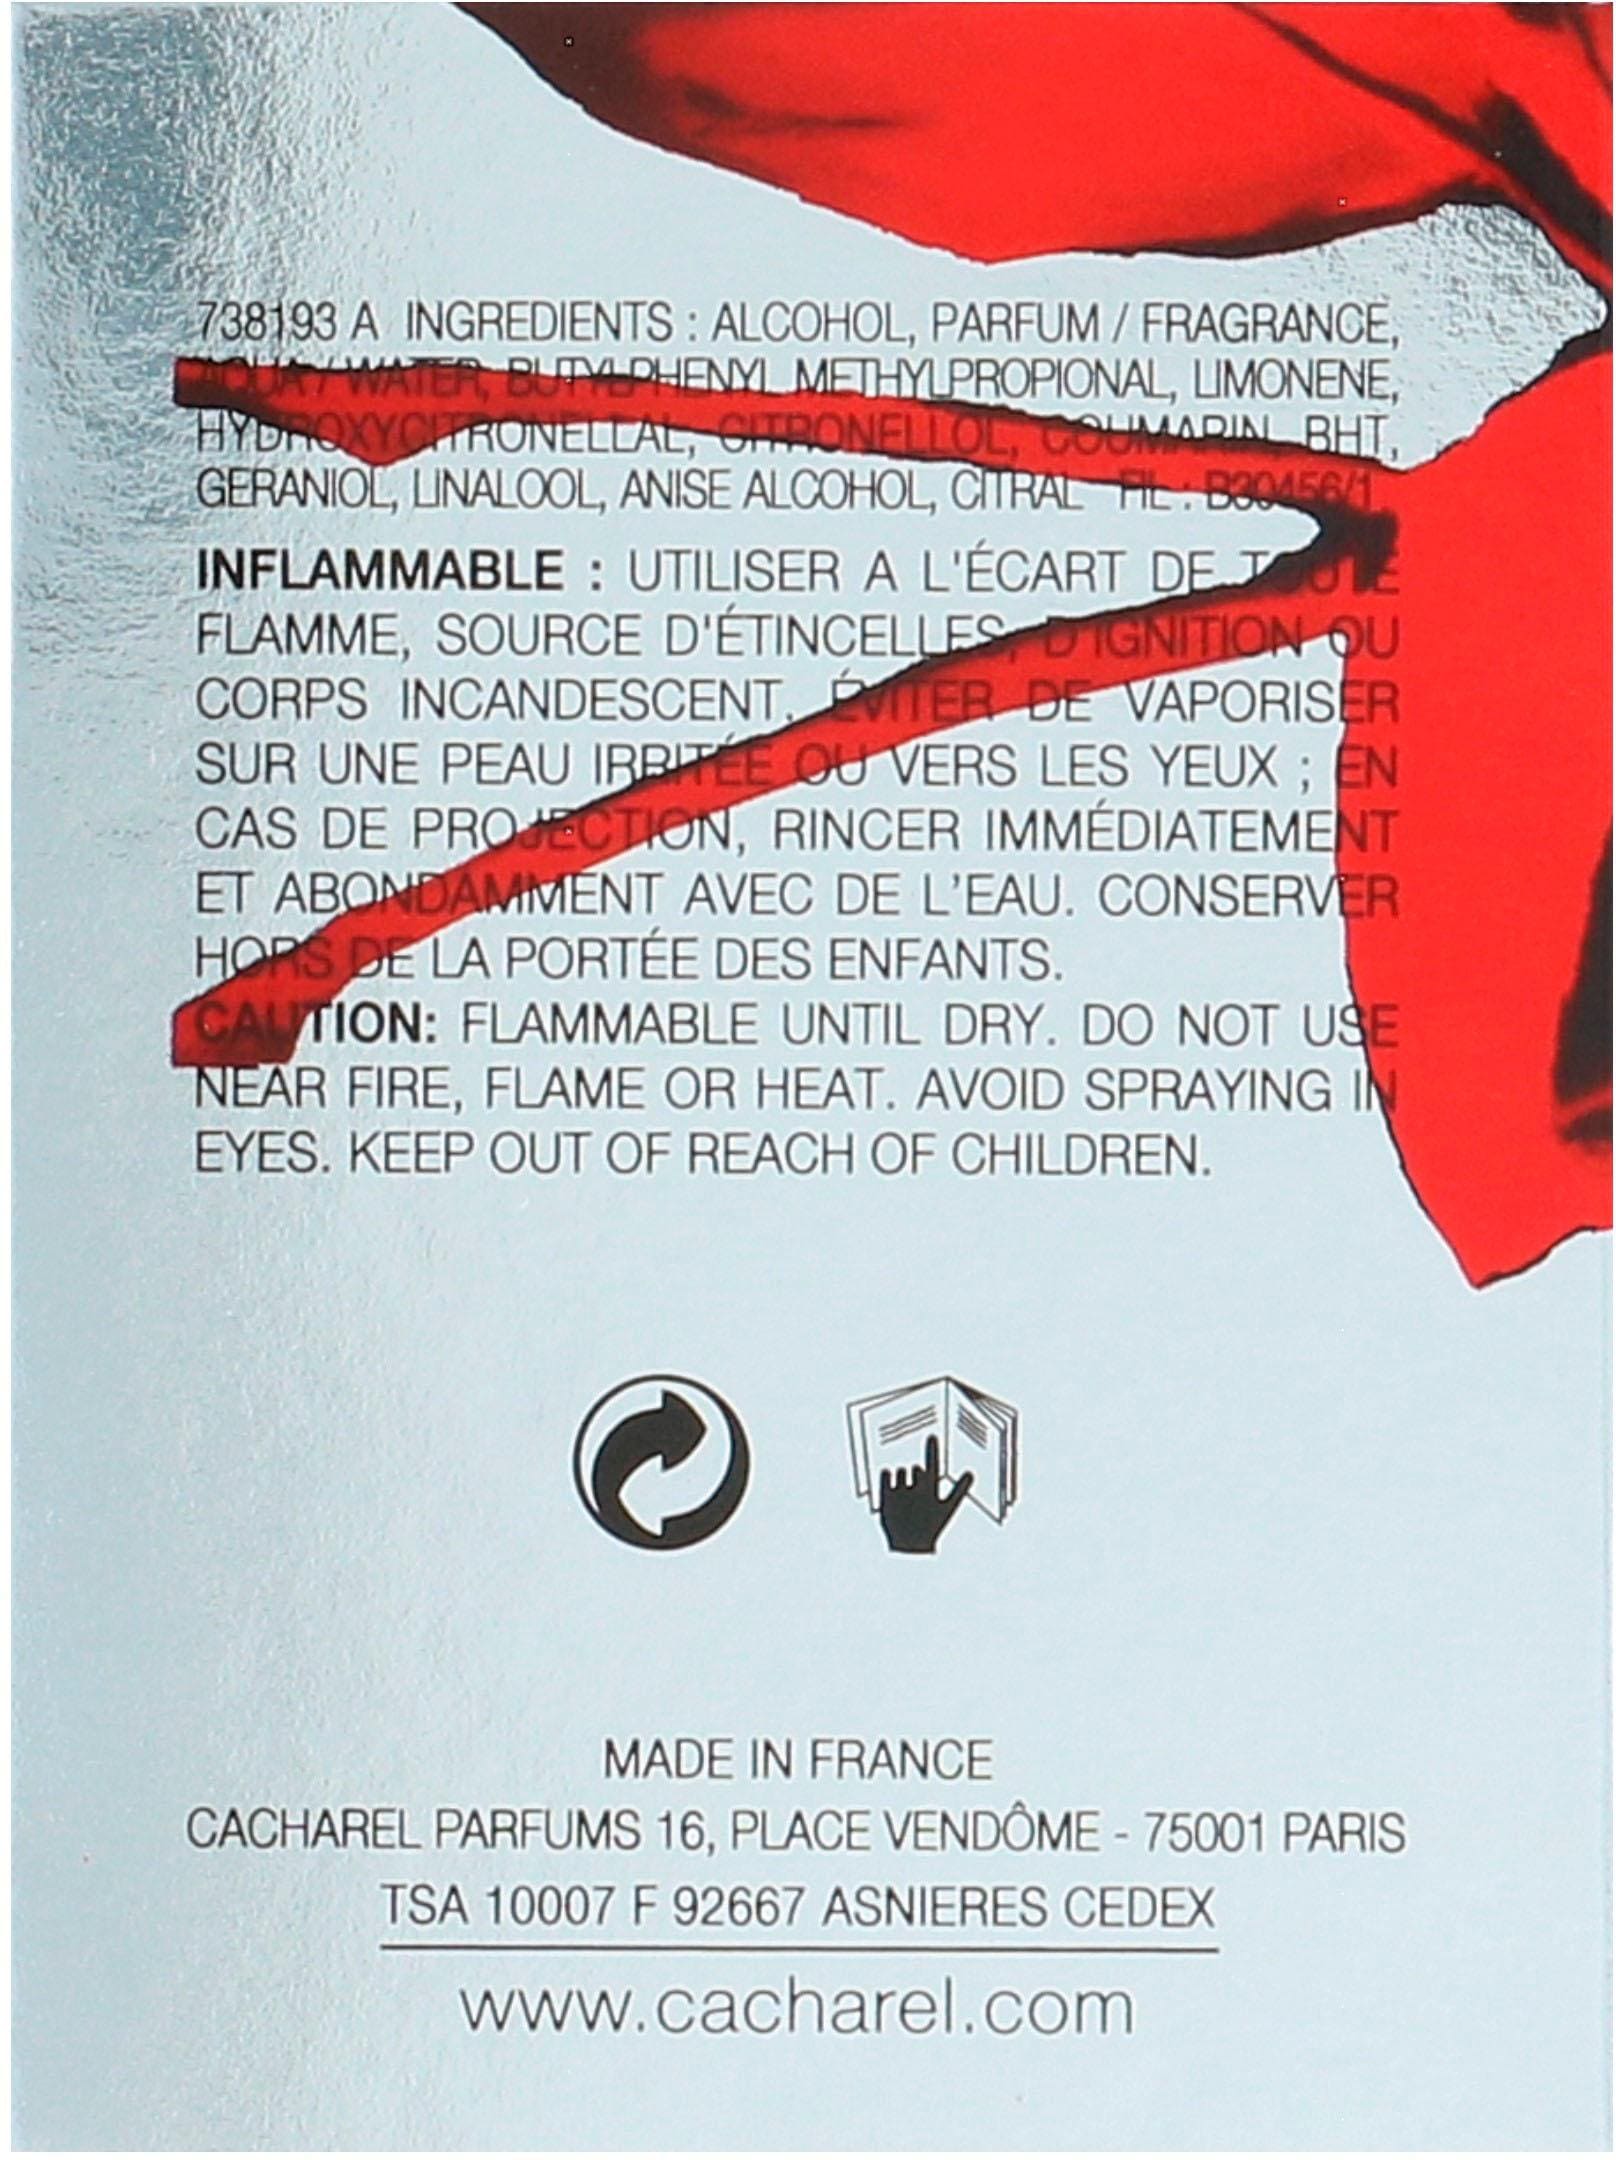 738193 A INGREDIENTS : ALCOHOL, PARFUM / FRAGRANCE,
AQUA / WATER, BUTYLPHENYL METHYLPROPIONAL, LIMONENE,
HYDROXYCITRONELLAL, CITRONELLOL, COUMARIN, BHT,
GERANIOL, LINALOOL, ANISE ALCOHOL, CITRAL FIL : B30456/1
INFLAMMABLE : UTILISER A L'ÉCART DE TOUTE
FLAMME, SOURCE D'ÉTINCELLES, D'IGNITION OU
CORPS INCANDESCENT. ÉVITER DE VAPORISER
SUR UNE PEAU IRRITÉE OU VERS LES YEUX ; EN
CAS DE PROJECTION, RINCER IMMÉDIATEMENT
ET ABONDAMMENT AVEC DE L'EAU. CONSERVER
HORS DE LA PORTÉE DES ENFANTS.
CAUTION: FLAMMABLE UNTIL DRY. DO NOT USE
NEAR FIRE, FLAME OR HEAT. AVOID SPRAYING IN
EYES. KEEP OUT OF REACH OF CHILDREN.
MADE IN FRANCE
CACHAREL PARFUMS 16, PLACE VENDÔME - 75001 PARIS
TSA 10007 F 92667 ASNIERES CEDEX
www.cacharel.com